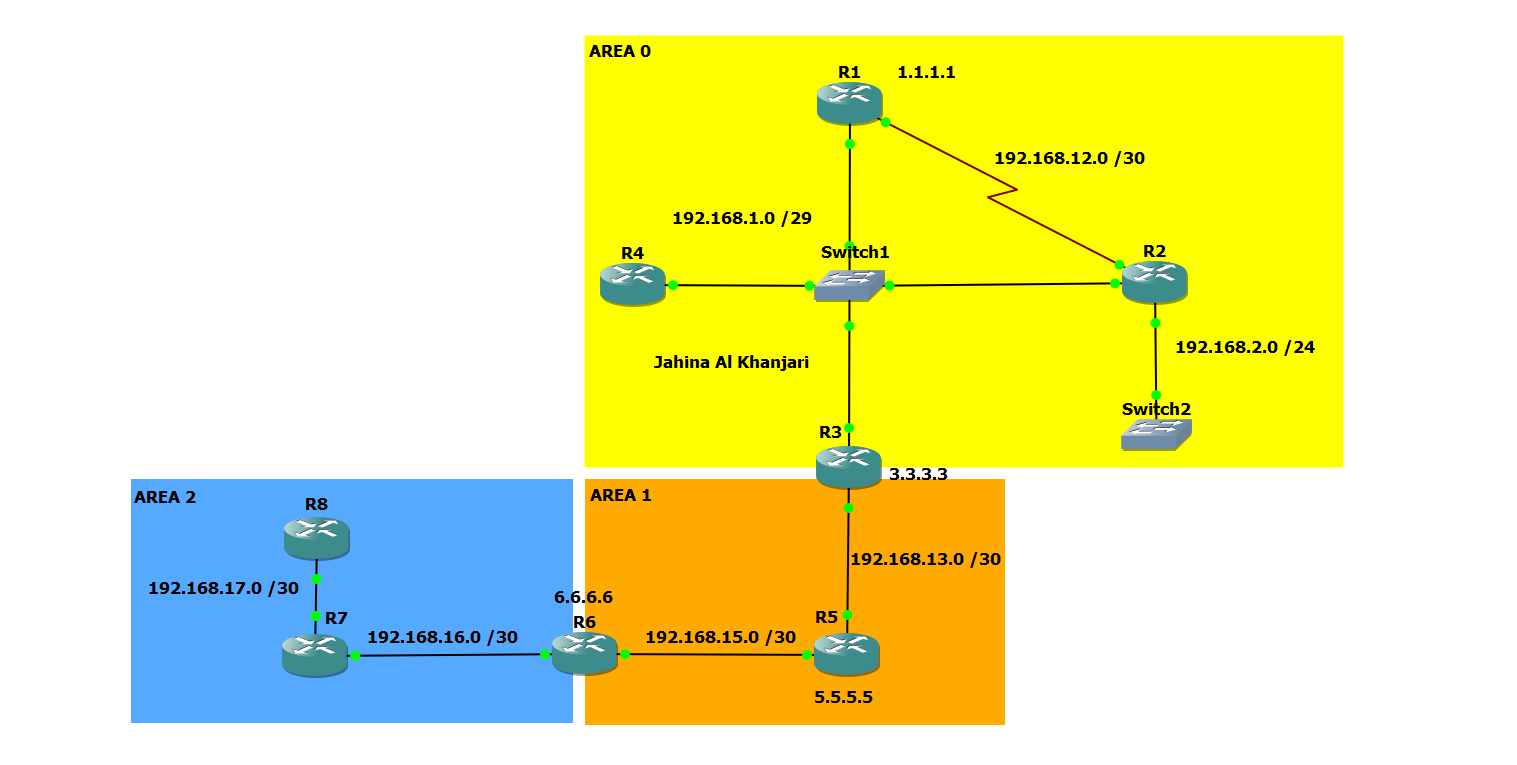 AREA 0
R1
1.1.1.1
192.168.12.0 /30
192.168.1.0 /29
R4
Switch1
R2
192.168.2.0 /24
Jahina Al Khanjari
Switch2
R3
3.3.3.3
AREA 2
AREA 1
R8
192.168.13.0 /30
192.168.17.0 /30
6.6.6.6
R7
R6
R5
192.168.16.0 /30
192.168.15.0 /30
5.5.5.5